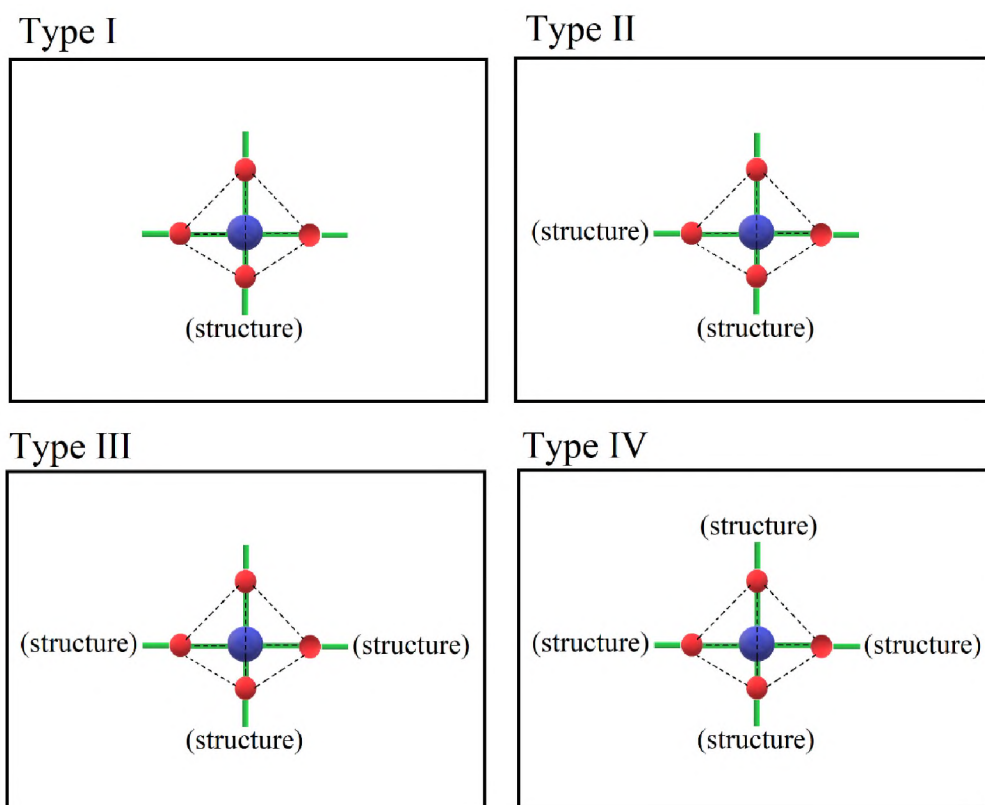 Type I
(structure)
Type II
(structure)
(structure)
Type III
(structure) (structure)
(structure)
Type IV
(structure)
(structure) (structure)
(structure)